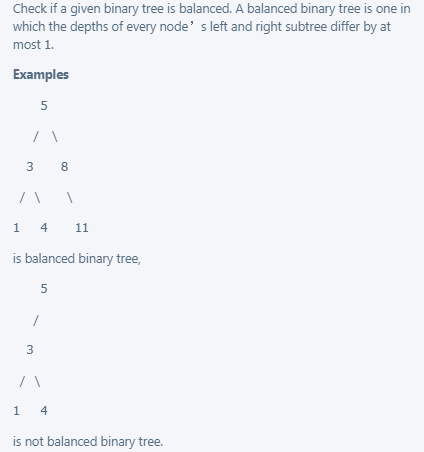 Check if a given binary tree is balanced. A balanced binary tree is one in
which the depths of every node’ s left and right subtree differ by at
most 1.
Examples
5
/ \
3 8
/ \ \
1 4 11
is balanced binary tree,
5
/
3
/ \
1 4
is not balanced binary tree.